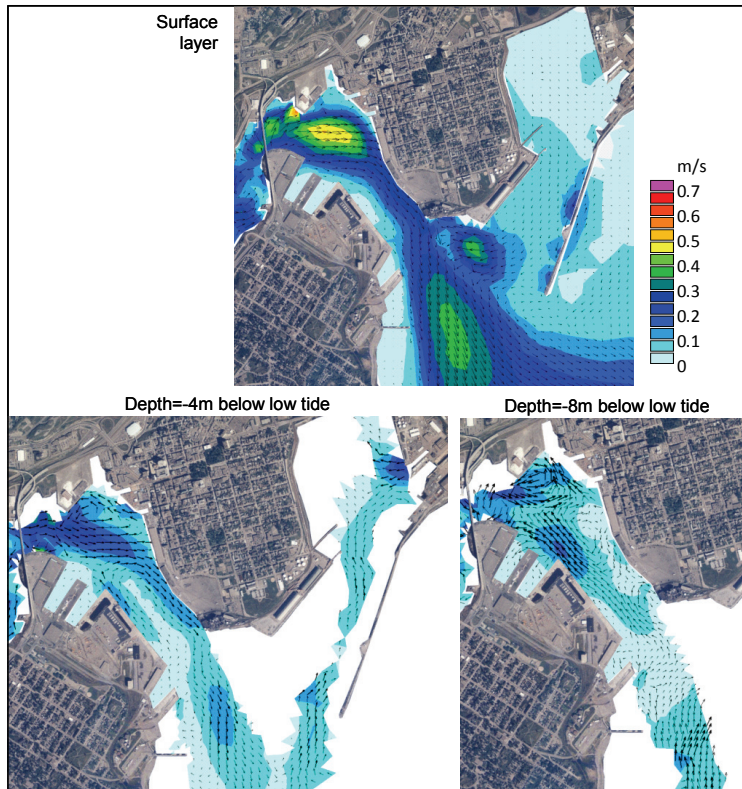 Surface
layer
m/s
0.7
0.6
0.5
0.4
0.3
0.2
0.1
0
Depth=-4m below low tide
Depth=-8m below low tide